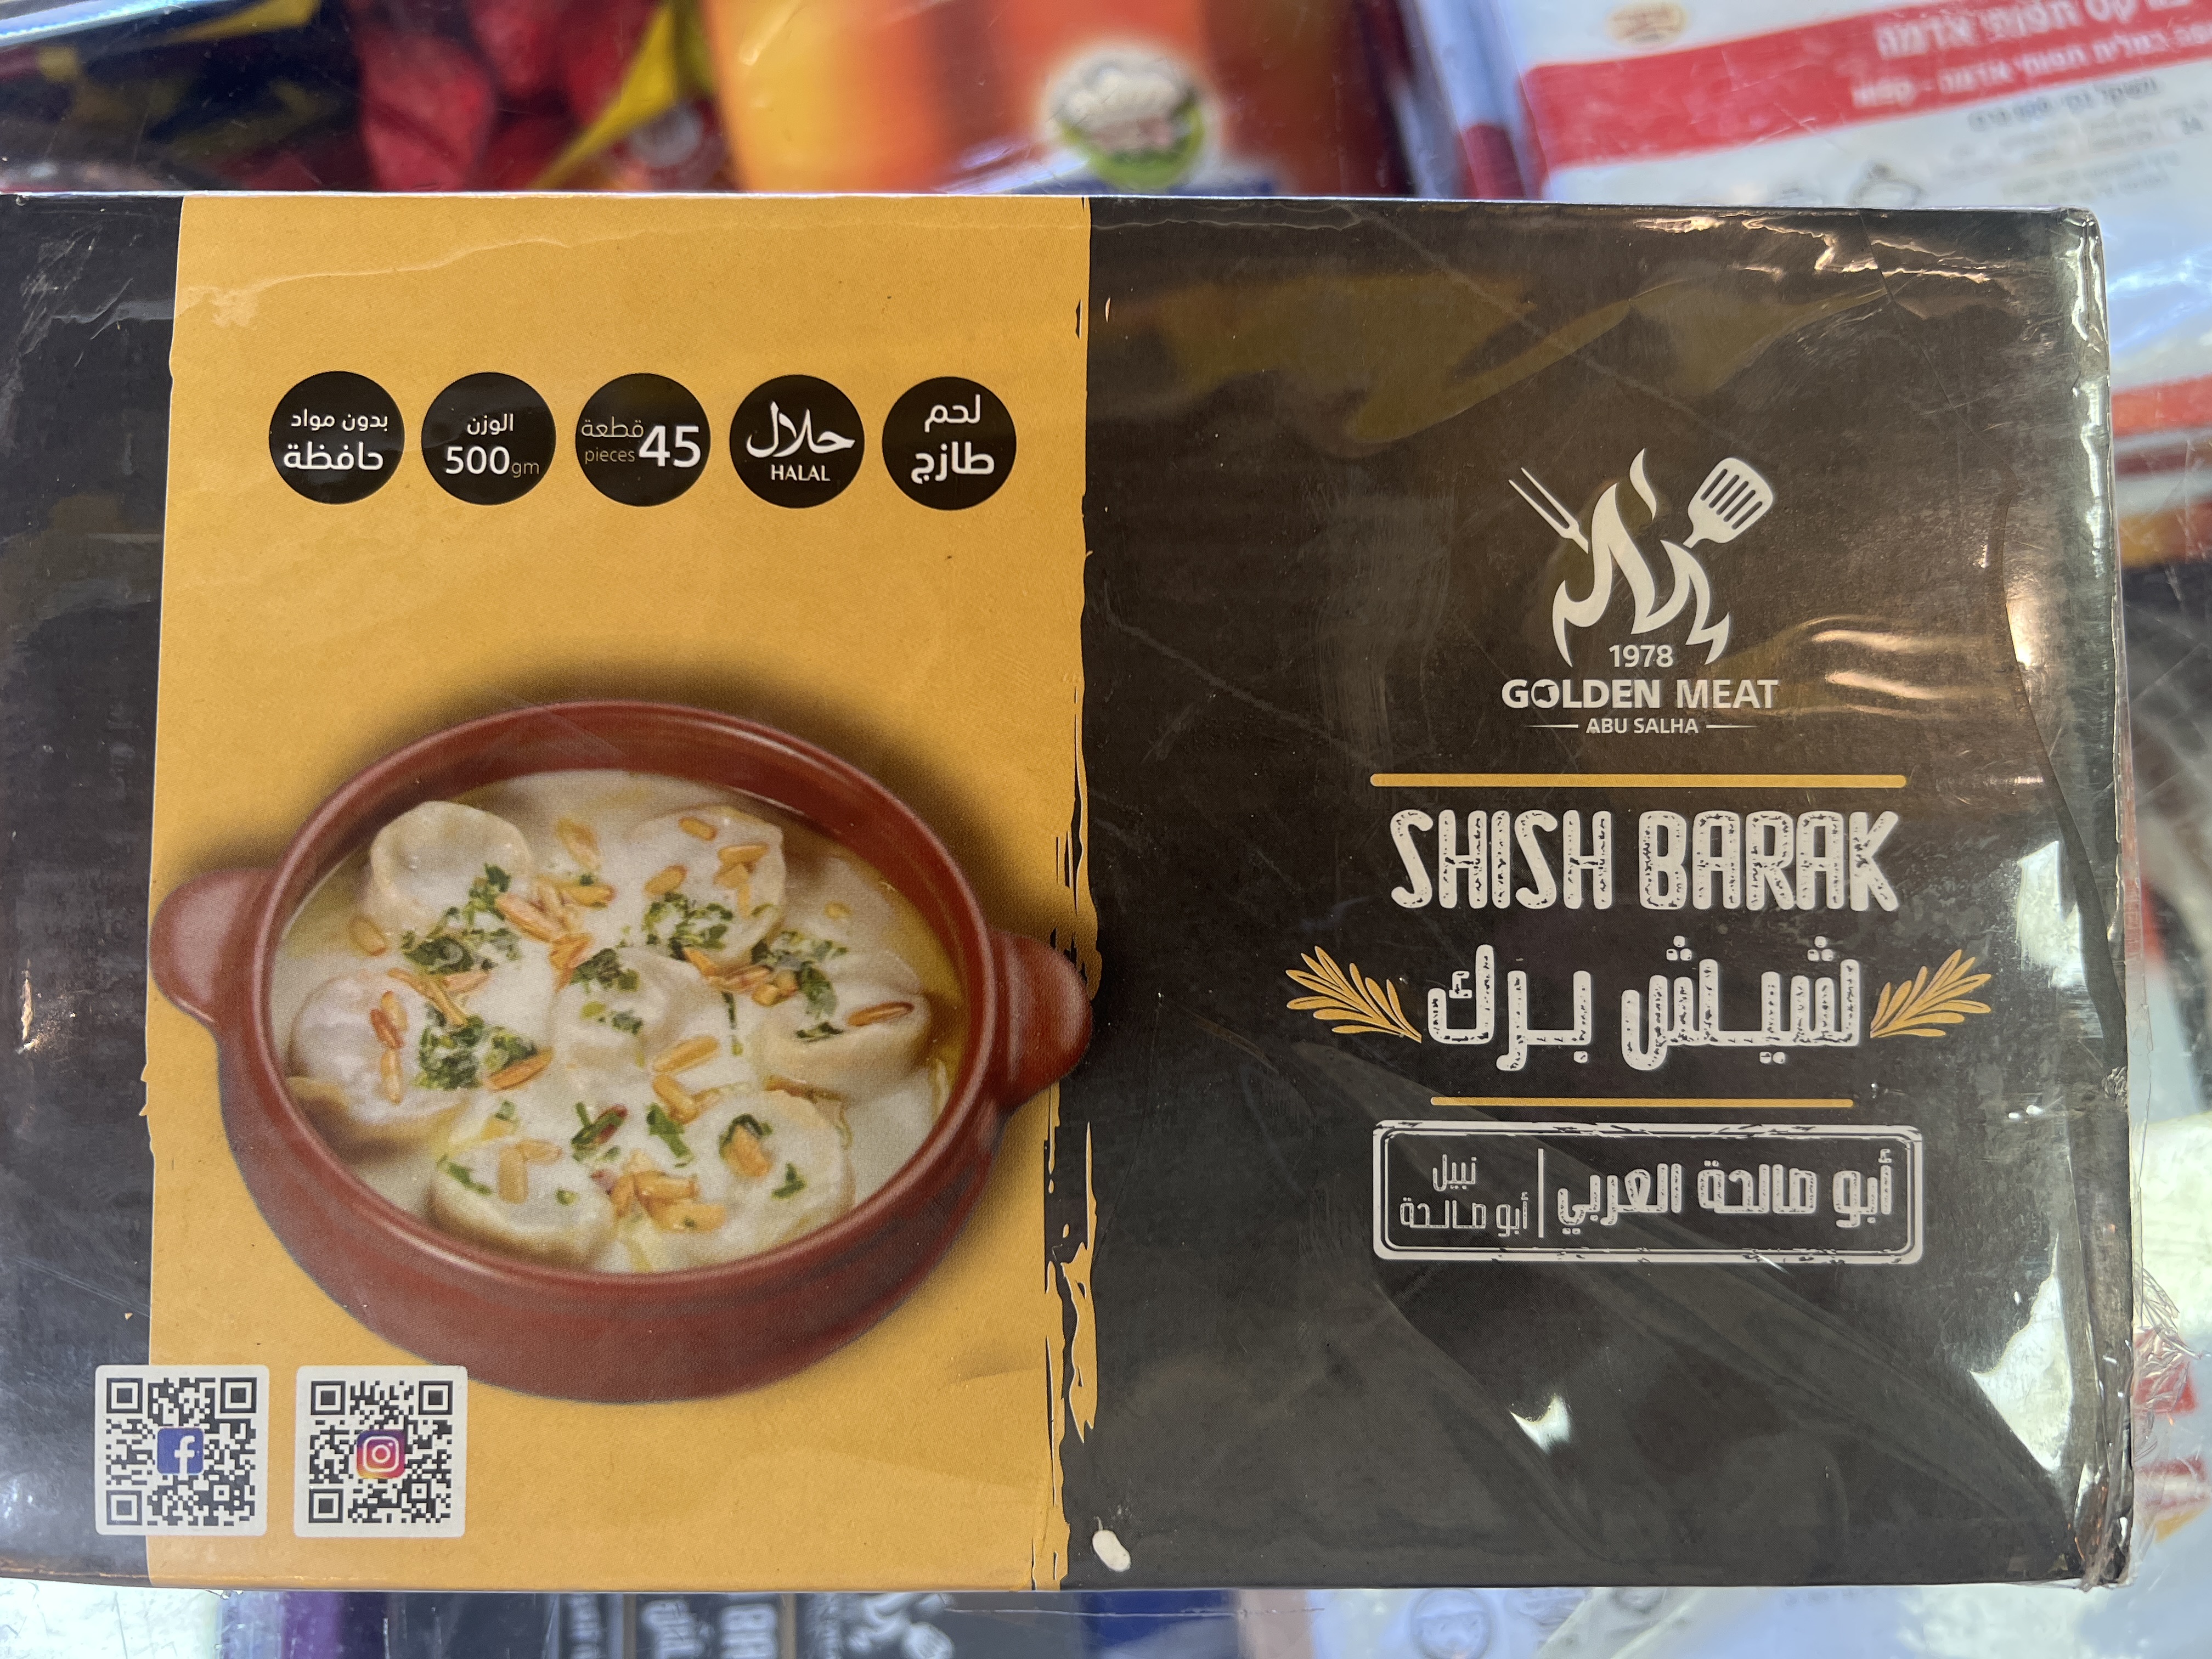 بدون مواد
حافظة
الوزن
500gm
قطعة
pieces
45
حلال
HALAL
لحم
طازج
1978
GOLDEN MEAT
ABU SALHA
SHISH BARAK
شيش برك
أبو صالحة العربي
نبيل
أبو صالحة